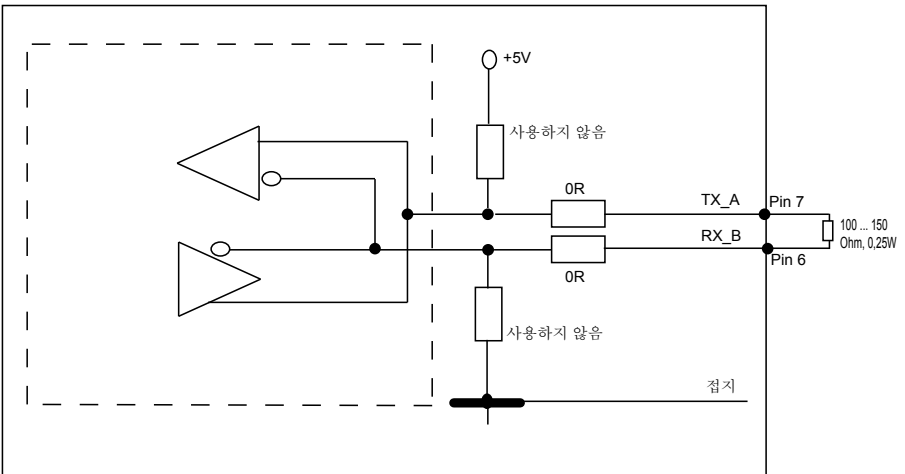 +5V
사용하지 않음
0R
TX_A
Pin 7
100 ... 150
Ohm, 0,25W
RX_B
Pin 6
0R
사용하지 않음
접지